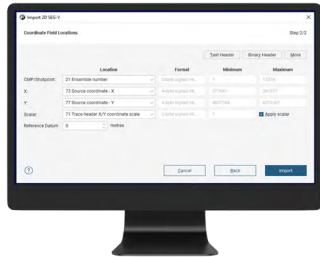 Import 2D SEG-Y
Coordinate Field Locations Step 2/2
Text Header Binary Header More
Location Format Minimum Maximum
CMP/Shotpoint: 21 Ensemble number
X: 73 Source coordinate - X
Y: 77 Source coordinate - Y
Scaler: 71 Trace header X/Y coordinate scale Apply scaler
Reference Datum: 0 metres
? Cancel Back Import